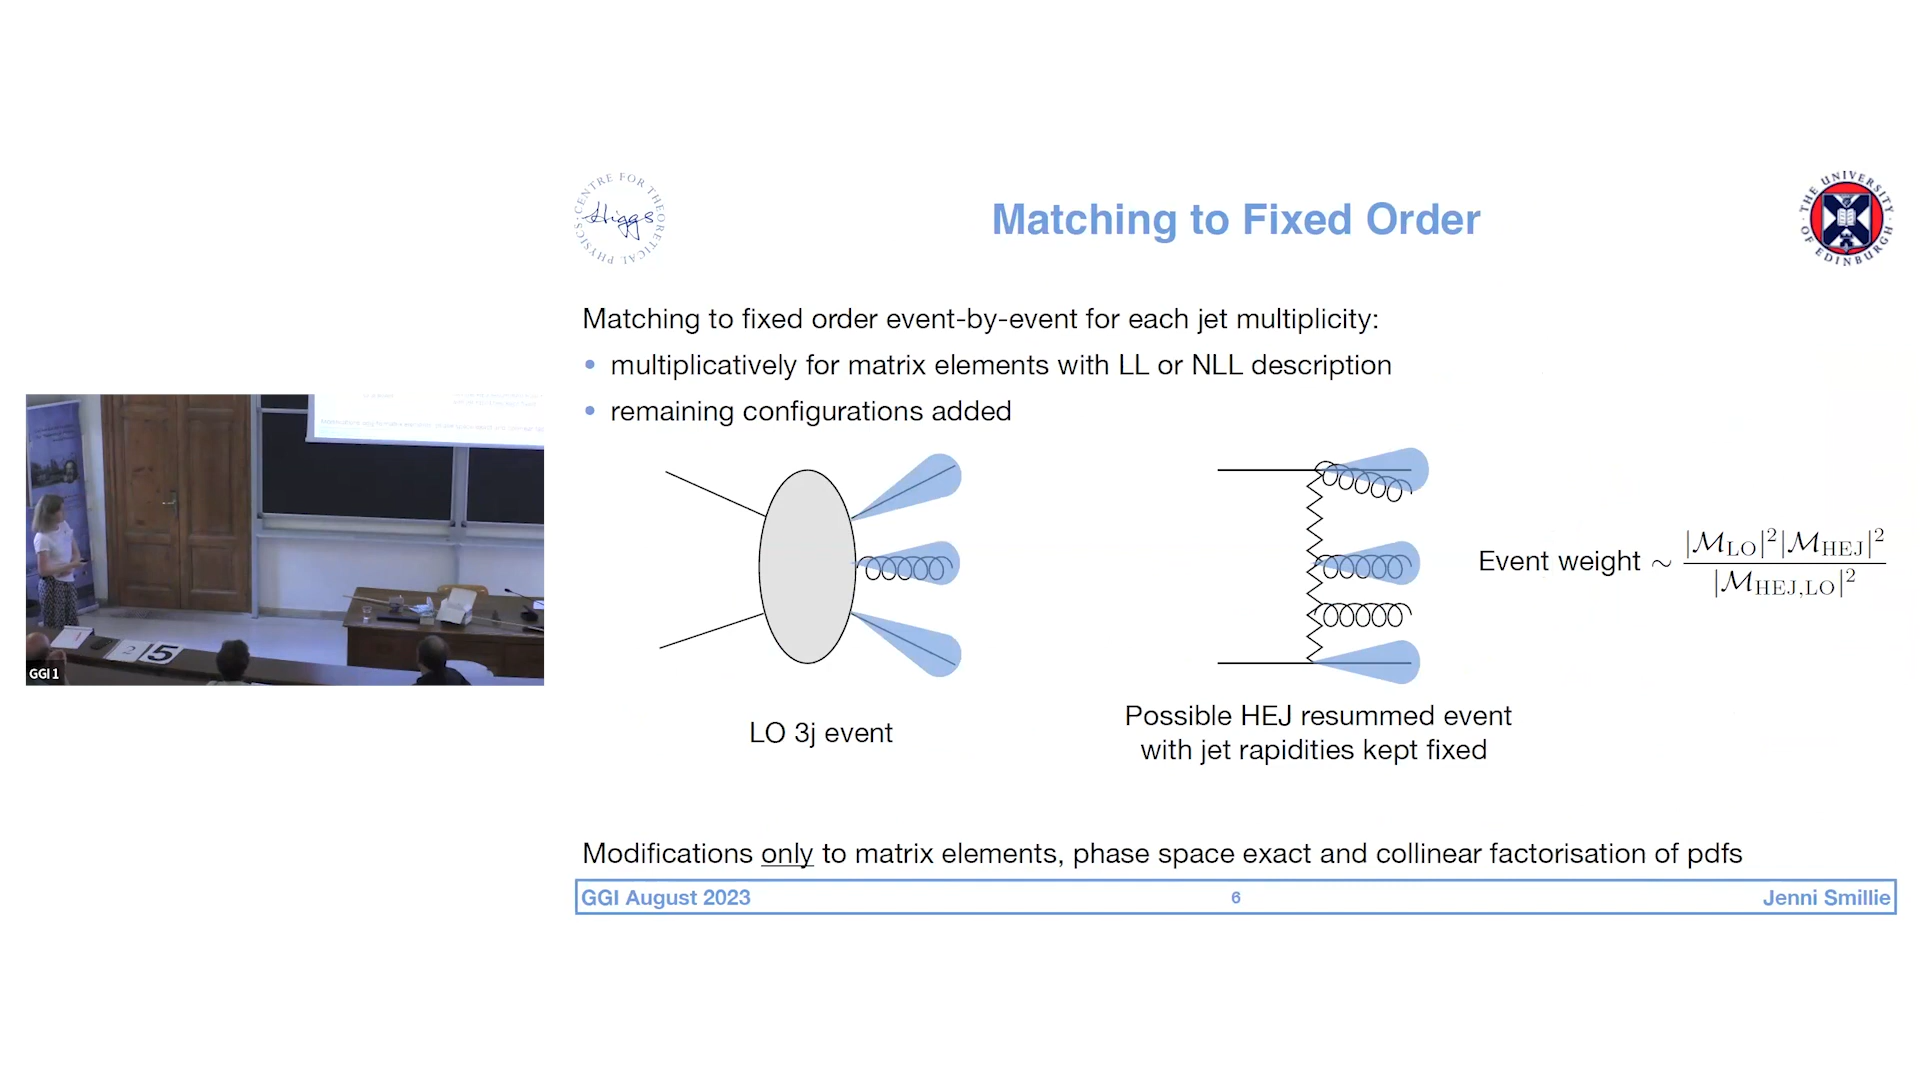 CENTRE FOR THEORETICAL PHYSICS
Higgs
Matching to Fixed Order
THE UNIVERSITY OF EDINBURGH
Matching to fixed order event-by-event for each jet multiplicity:
• multiplicatively for matrix elements with LL or NLL description
• remaining configurations added
Event weight ~ |M_LO|²|M_HEJ|² / |M_HEJ,LO|²
LO 3j event
Possible HEJ resummed event
with jet rapidities kept fixed
Modifications only to matrix elements, phase space exact and collinear factorisation of pdfs
GGI August 2023 6 Jenni Smillie
2 5
GGI 1